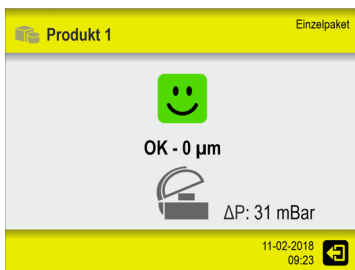 Produkt 1
Einzelpaket
OK - 0 µm
ΔP: 31 mBar
11-02-2018
09:23